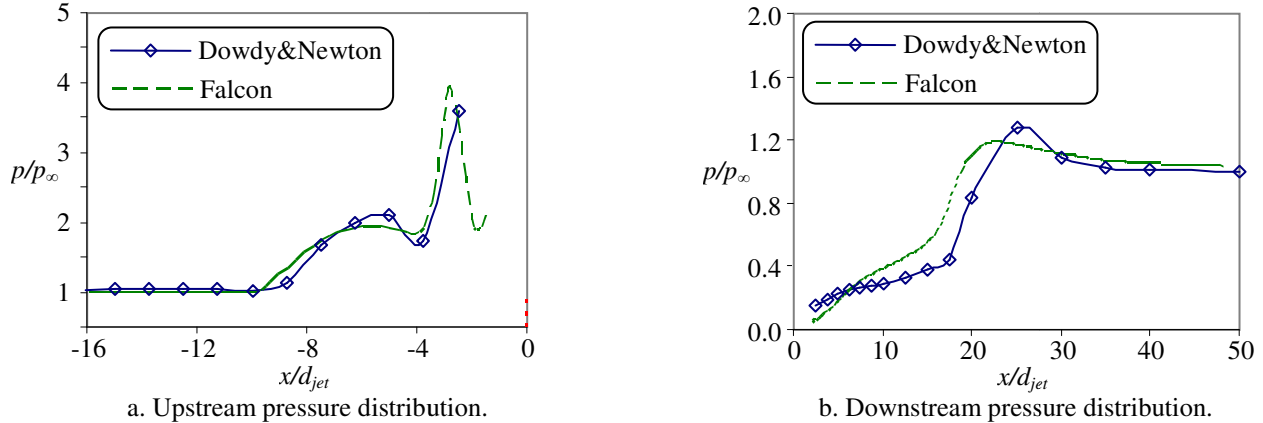 5
4
3
2
1
p/p∞
Dowdy&Newton
Falcon
-16 -12 -8 -4 0
x/djet
a. Upstream pressure distribution.
2.0
1.6
1.2
0.8
0.4
0.0
p/p∞
Dowdy&Newton
Falcon
0 10 20 30 40 50
x/djet
b. Downstream pressure distribution.